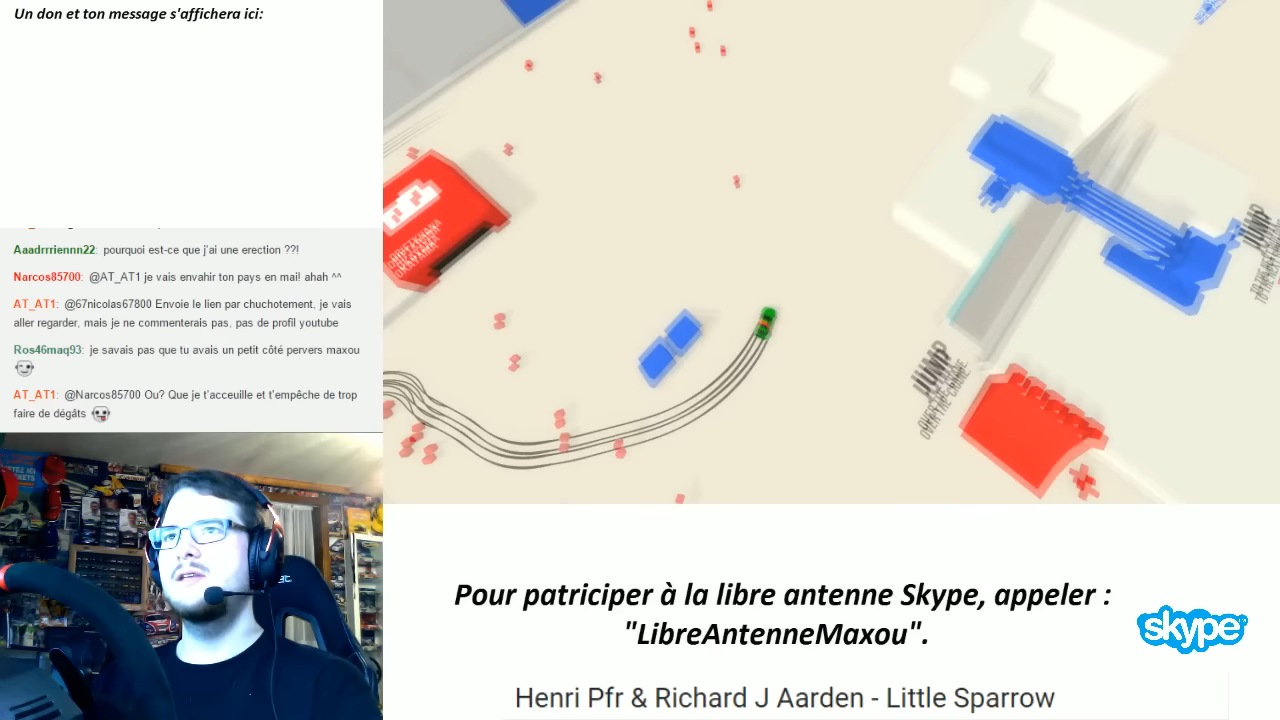 Un don et ton message s'affichera ici:
Aaadrrriennn22: pourquoi est-ce que j'ai une erection ??!
Narcos85700: @AT_AT1 je vais envahir ton pays en mai! ahah ^^
AT_AT1: @67nicolas67800 Envoie le lien par chuchotement, je vais
aller regarder, mais je ne commenterais pas, pas de profil youtube
Ros46maq93: je savais pas que tu avais un petit côté pervers maxou
AT_AT1: @Narcos85700 Ou? Que je t'acceuille et t'empêche de trop
faire de dégâts
JUMP
JUMP
OVER THE CRANE
Pour patriciper à la libre antenne Skype, appeler :
"LibreAntenneMaxou".
skype
Henri Pfr & Richard J Aarden - Little Sparrow